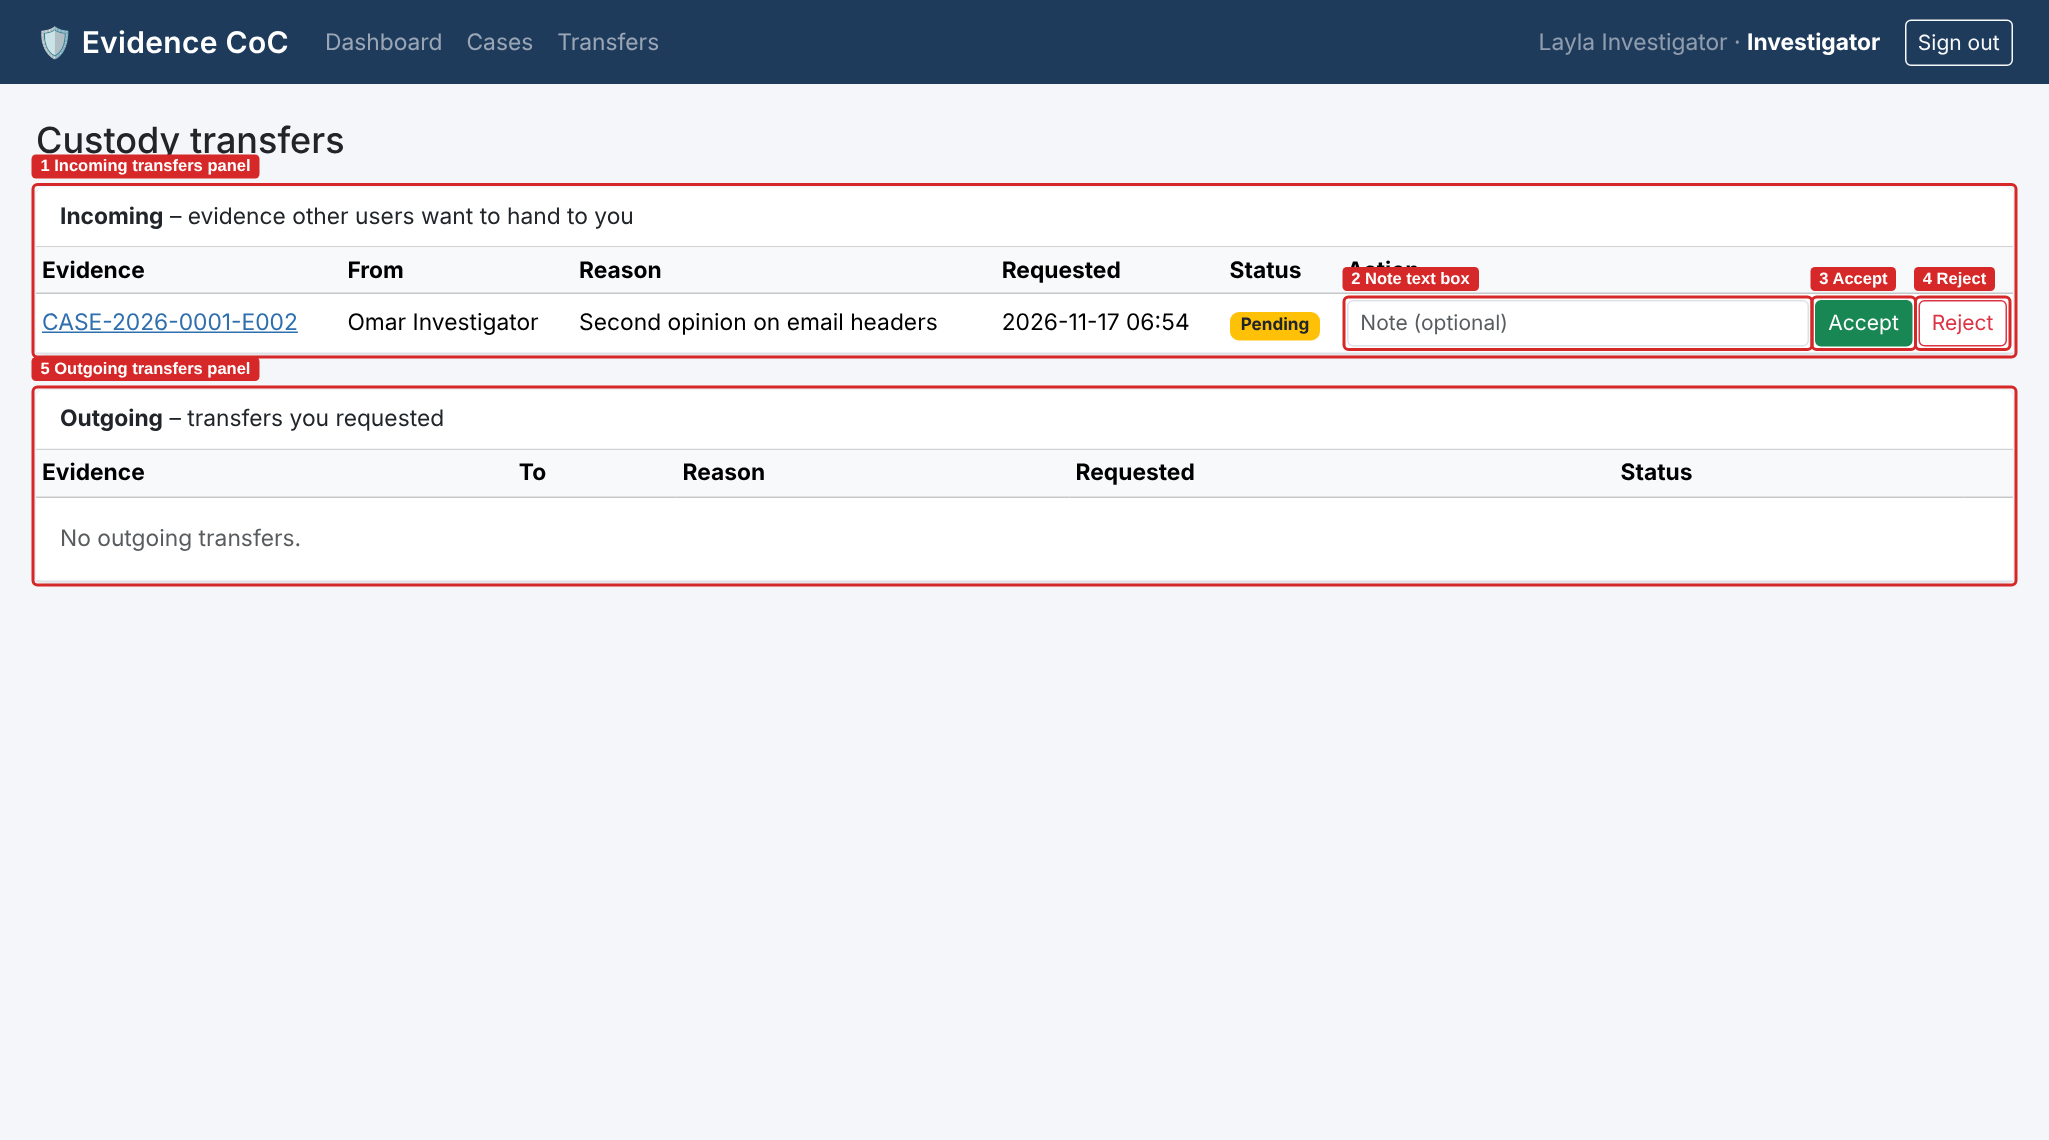 Evidence CoC Dashboard Cases Transfers Layla Investigator · Investigator Sign out
Custody transfers
1 Incoming transfers panel
Incoming – evidence other users want to hand to you
Evidence From Reason Requested Status Action
2 Note text box 3 Accept 4 Reject
CASE-2026-0001-E002 Omar Investigator Second opinion on email headers 2026-11-17 06:54 Pending Note (optional) Accept Reject
5 Outgoing transfers panel
Outgoing – transfers you requested
Evidence To Reason Requested Status
No outgoing transfers.